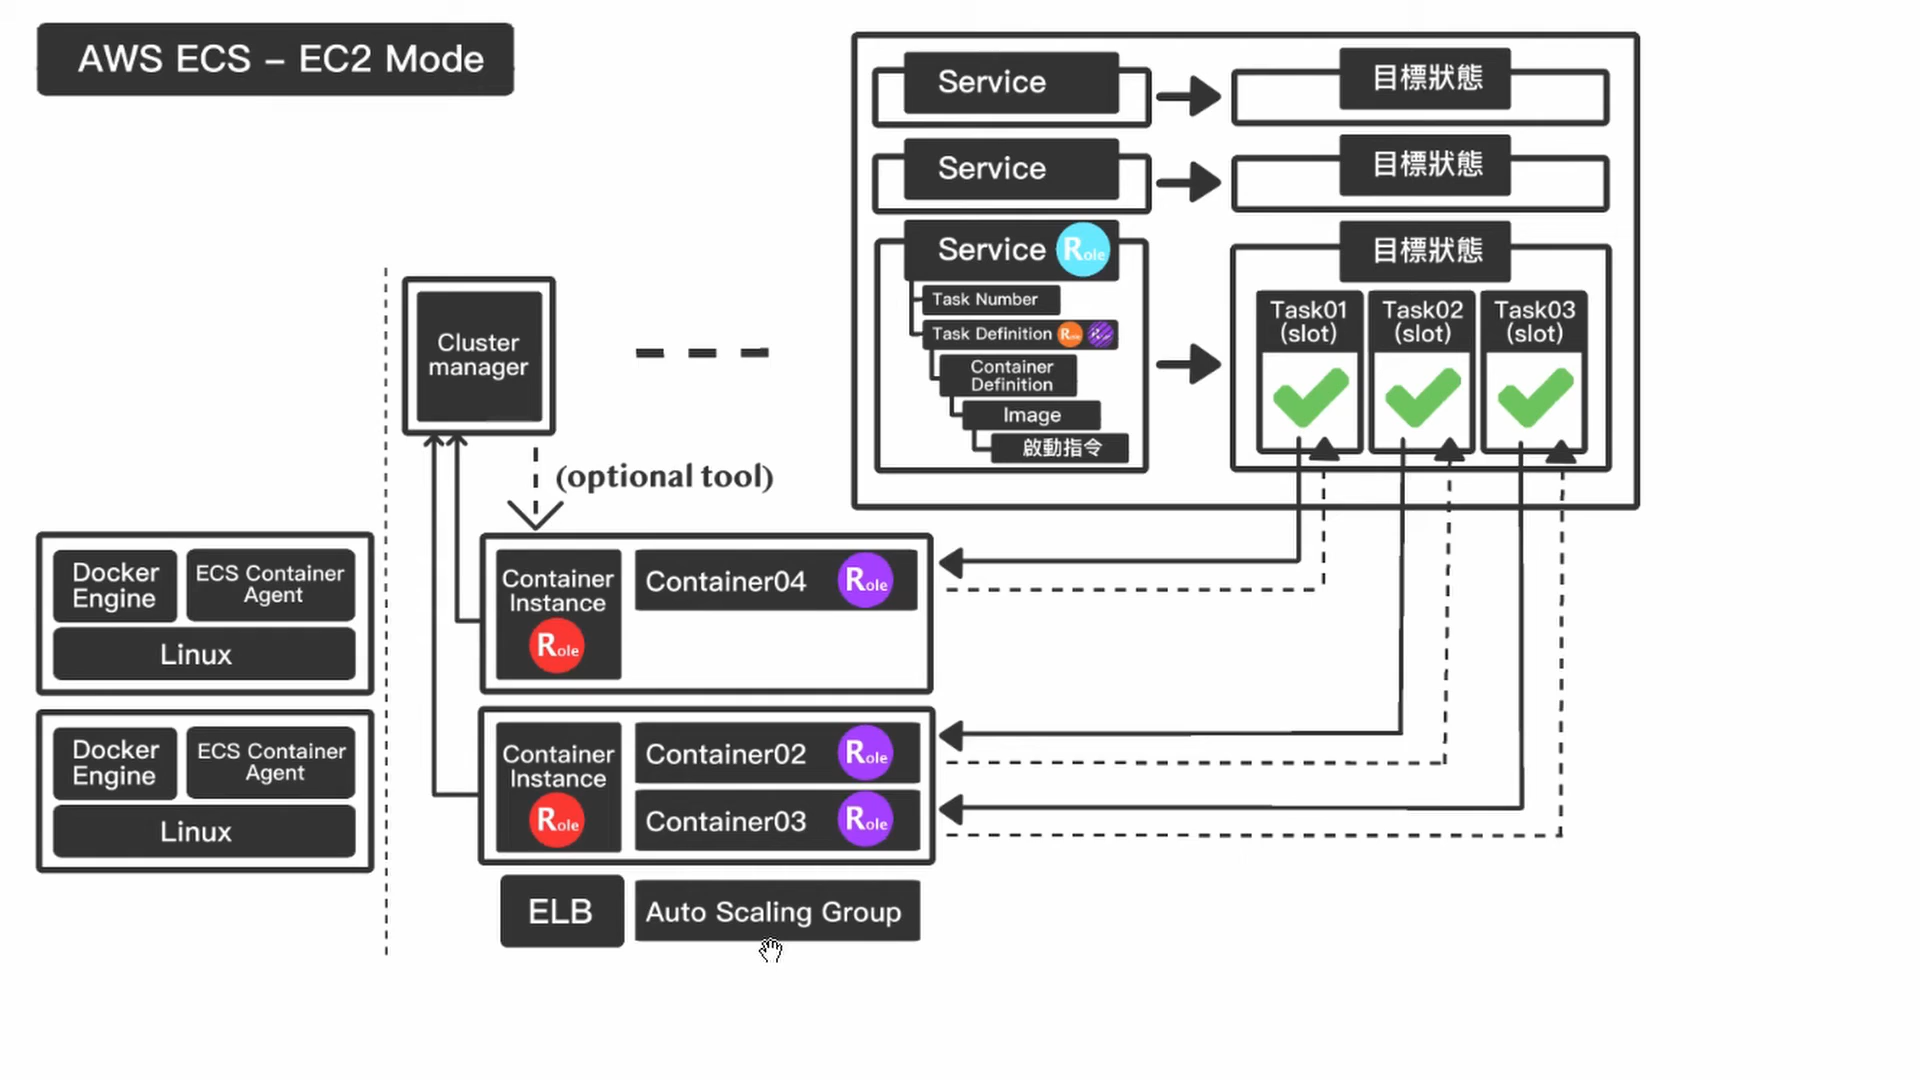 AWS ECS – EC2 Mode
Service
目標狀態
Service
目標狀態
Service Role
目標狀態
Task Number
Task Definition Role R
Container
Definition
Image
啟動指令
Task01
(slot)
Task02
(slot)
Task03
(slot)
Cluster
manager
(optional tool)
Docker
Engine
ECS Container
Agent
Linux
Container
Instance
Role
Container04 Role
Docker
Engine
ECS Container
Agent
Linux
Container
Instance
Role
Container02 Role
Container03 Role
ELB
Auto Scaling Group